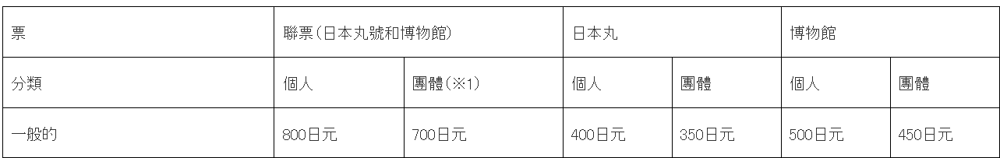 票 聯票(日本丸號和博物館) 日本丸 博物館
分類 個人 團體(※1) 個人 團體 個人 團體
一般的 800日元 700日元 400日元 350日元 500日元 450日元